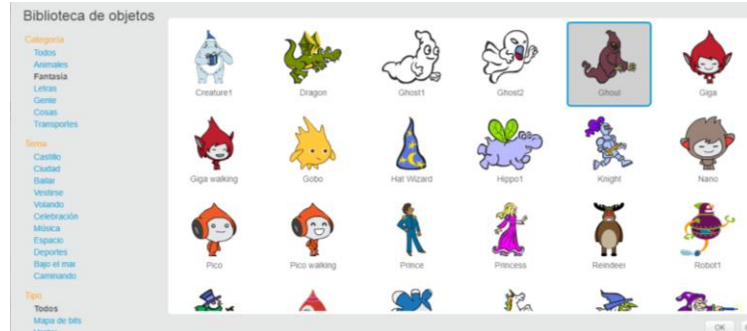 Biblioteca de objetos
Categoría
Todos
Animales
Fantasía
Letras
Gente
Cosas
Transportes
Tema
Castillo
Ciudad
Bailar
Vestirse
Volando
Celebración
Música
Espacio
Deportes
Bajo el mar
Caminando
Tipo
Todos
Mapa de bits
Creature1 Dragon Ghost1 Ghost2 Ghoul Giga
Giga walking Gobo Hat Wizard Hippo1 Knight Nano
Pico Pico walking Prince Princess Reindeer Robot1
OK